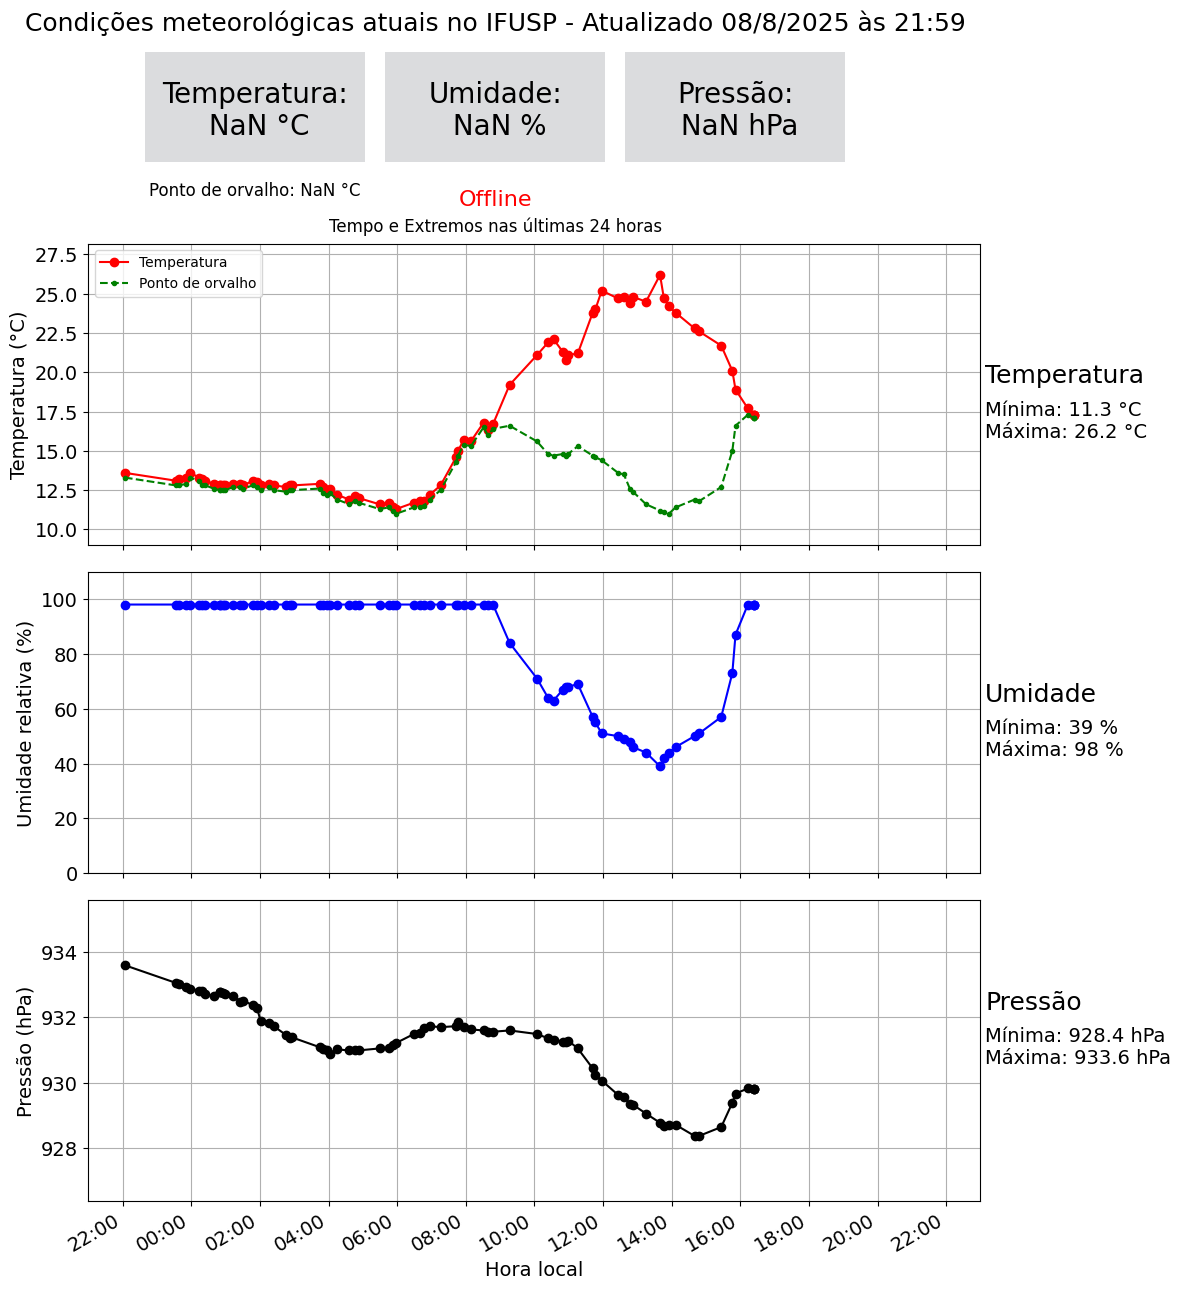 Condições meteorológicas atuais no IFUSP - Atualizado 08/8/2025 às 21:59
Temperatura:
NaN °C
Umidade:
NaN %
Pressão:
NaN hPa
Ponto de orvalho: NaN °C
Offline
Tempo e Extremos nas últimas 24 horas
Temperatura
Ponto de orvalho
Temperatura (°C)
27.5
25.0
22.5
20.0
17.5
15.0
12.5
10.0
Temperatura
Mínima: 11.3 °C
Máxima: 26.2 °C
Umidade relativa (%)
100
80
60
40
20
0
Umidade
Mínima: 39 %
Máxima: 98 %
Pressão (hPa)
934
932
930
928
Pressão
Mínima: 928.4 hPa
Máxima: 933.6 hPa
22:00 00:00 02:00 04:00 06:00 08:00 10:00 12:00 14:00 16:00 18:00 20:00 22:00
Hora local